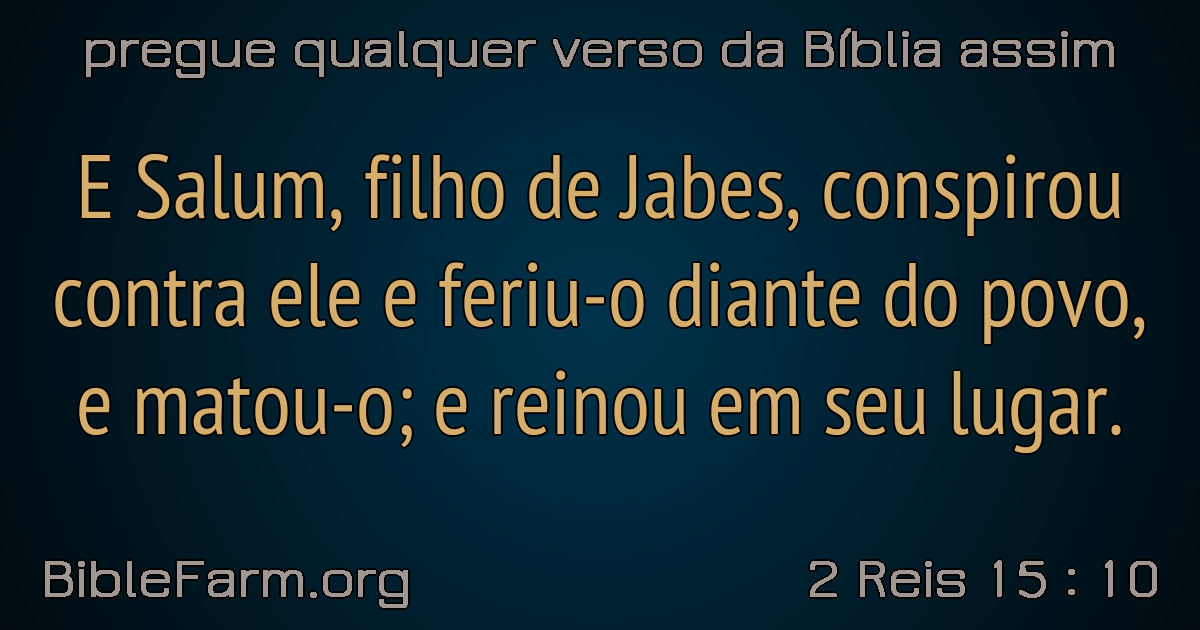 pregue qualquer verso da Bíblia assim
E Salum, filho de Jabes, conspirou
contra ele e feriu-o diante do povo,
e matou-o; e reinou em seu lugar.
BibleFarm.org
2 Reis 15 : 10